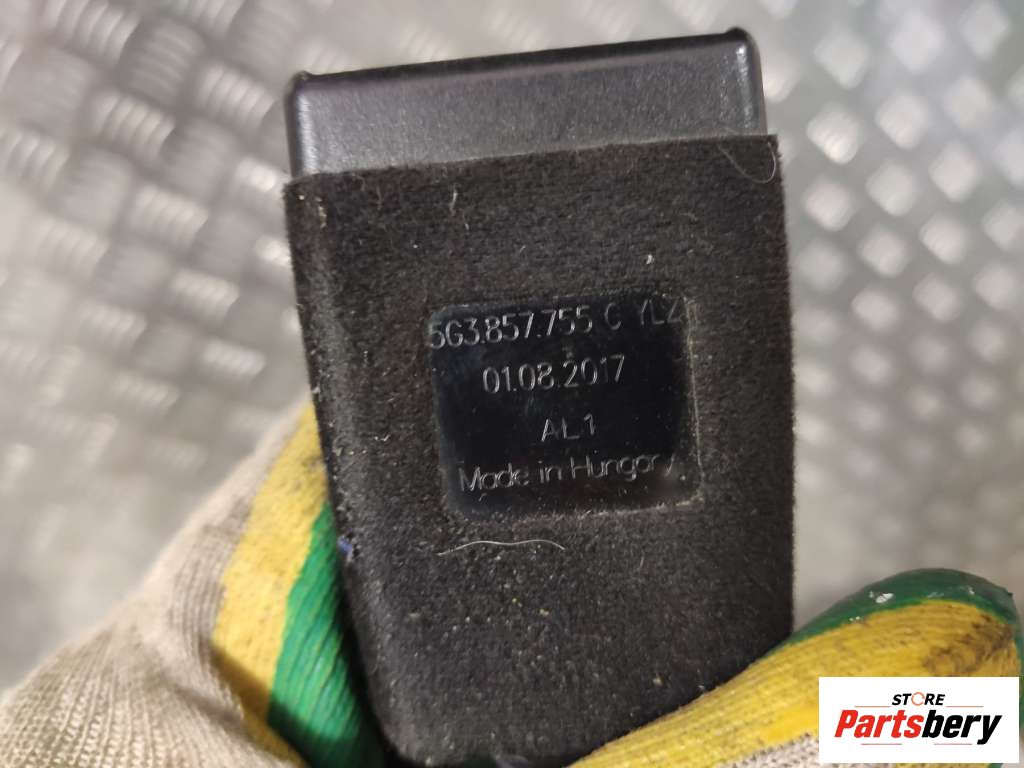 5G3.857.755 C YLZ
01.08.2017
AL1
Made in Hungary
STORE
Partsbery